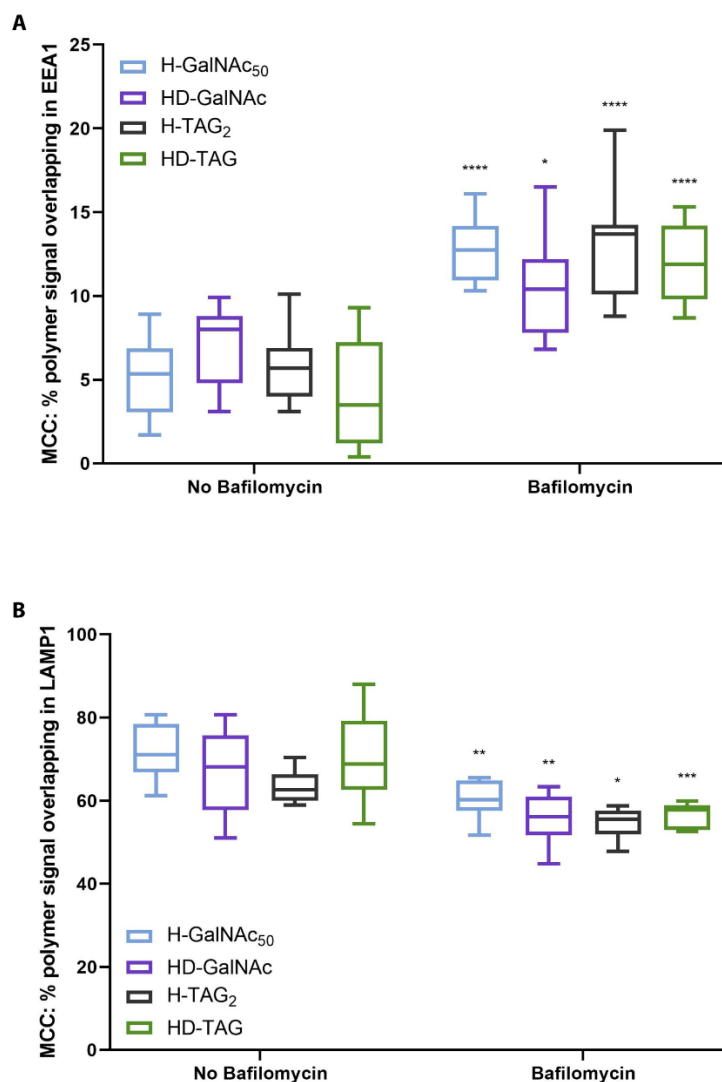 A
MCC: % polymer signal overlapping in EEA1
25
20
15
10
5
0
H-GalNAc₅₀
HD-GalNAc
H-TAG₂
HD-TAG
****
*
****
****
No Bafilomycin
Bafilomycin
B
MCC: % polymer signal overlapping in LAMP1
100
80
60
40
20
0
**
**
*
***
H-GalNAc₅₀
HD-GalNAc
H-TAG₂
HD-TAG
No Bafilomycin
Bafilomycin